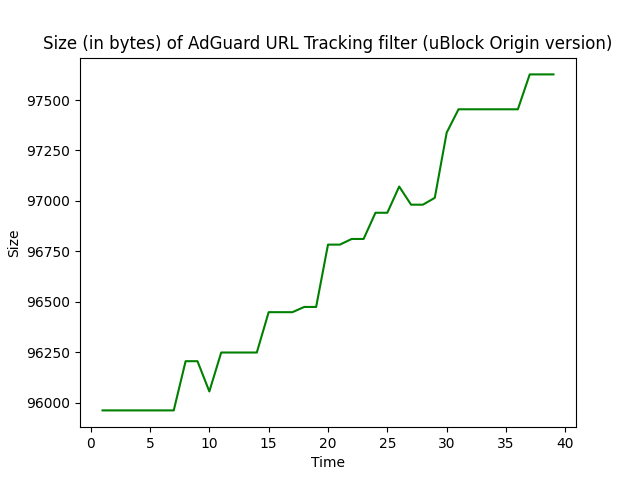 Size (in bytes) of AdGuard URL Tracking filter (uBlock Origin version)
97500
97250
97000
96750
96500
96250
96000
Size
0 5 10 15 20 25 30 35 40
Time